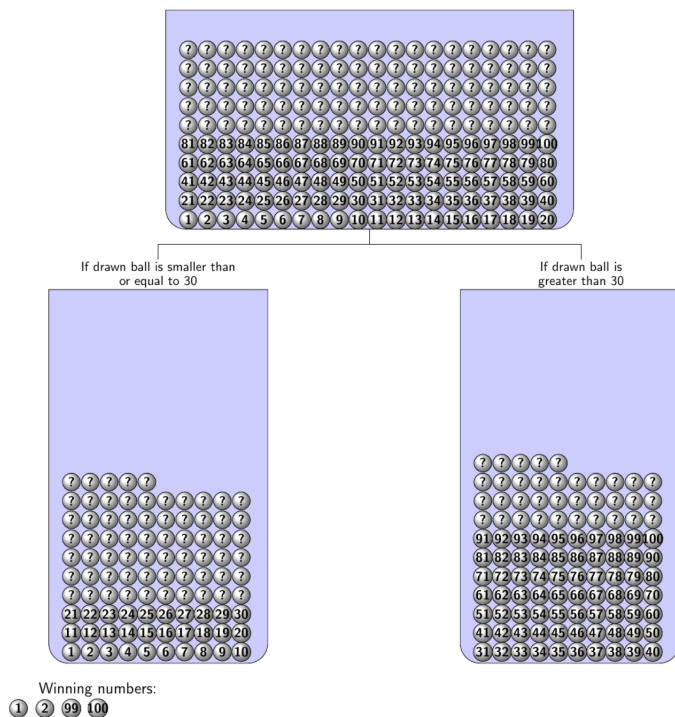 ? ? ? ? ? ? ? ? ? ? ? ? ? ? ? ? ? ? ? ?
? ? ? ? ? ? ? ? ? ? ? ? ? ? ? ? ? ? ? ?
? ? ? ? ? ? ? ? ? ? ? ? ? ? ? ? ? ? ? ?
? ? ? ? ? ? ? ? ? ? ? ? ? ? ? ? ? ? ? ?
? ? ? ? ? ? ? ? ? ? ? ? ? ? ? ? ? ? ? ?
81 82 83 84 85 86 87 88 89 90 91 92 93 94 95 96 97 98 99 100
61 62 63 64 65 66 67 68 69 70 71 72 73 74 75 76 77 78 79 80
41 42 43 44 45 46 47 48 49 50 51 52 53 54 55 56 57 58 59 60
21 22 23 24 25 26 27 28 29 30 31 32 33 34 35 36 37 38 39 40
1 2 3 4 5 6 7 8 9 10 11 12 13 14 15 16 17 18 19 20
If drawn ball is smaller than
or equal to 30
? ? ? ? ?
? ? ? ? ? ? ? ? ? ?
? ? ? ? ? ? ? ? ? ?
? ? ? ? ? ? ? ? ? ?
? ? ? ? ? ? ? ? ? ?
? ? ? ? ? ? ? ? ? ?
? ? ? ? ? ? ? ? ? ?
21 22 23 24 25 26 27 28 29 30
11 12 13 14 15 16 17 18 19 20
1 2 3 4 5 6 7 8 9 10
If drawn ball is
greater than 30
? ? ? ? ?
? ? ? ? ? ? ? ? ? ?
? ? ? ? ? ? ? ? ? ?
? ? ? ? ? ? ? ? ? ?
91 92 93 94 95 96 97 98 99 100
81 82 83 84 85 86 87 88 89 90
71 72 73 74 75 76 77 78 79 80
61 62 63 64 65 66 67 68 69 70
51 52 53 54 55 56 57 58 59 60
41 42 43 44 45 46 47 48 49 50
31 32 33 34 35 36 37 38 39 40
Winning numbers:
1 2 99 100